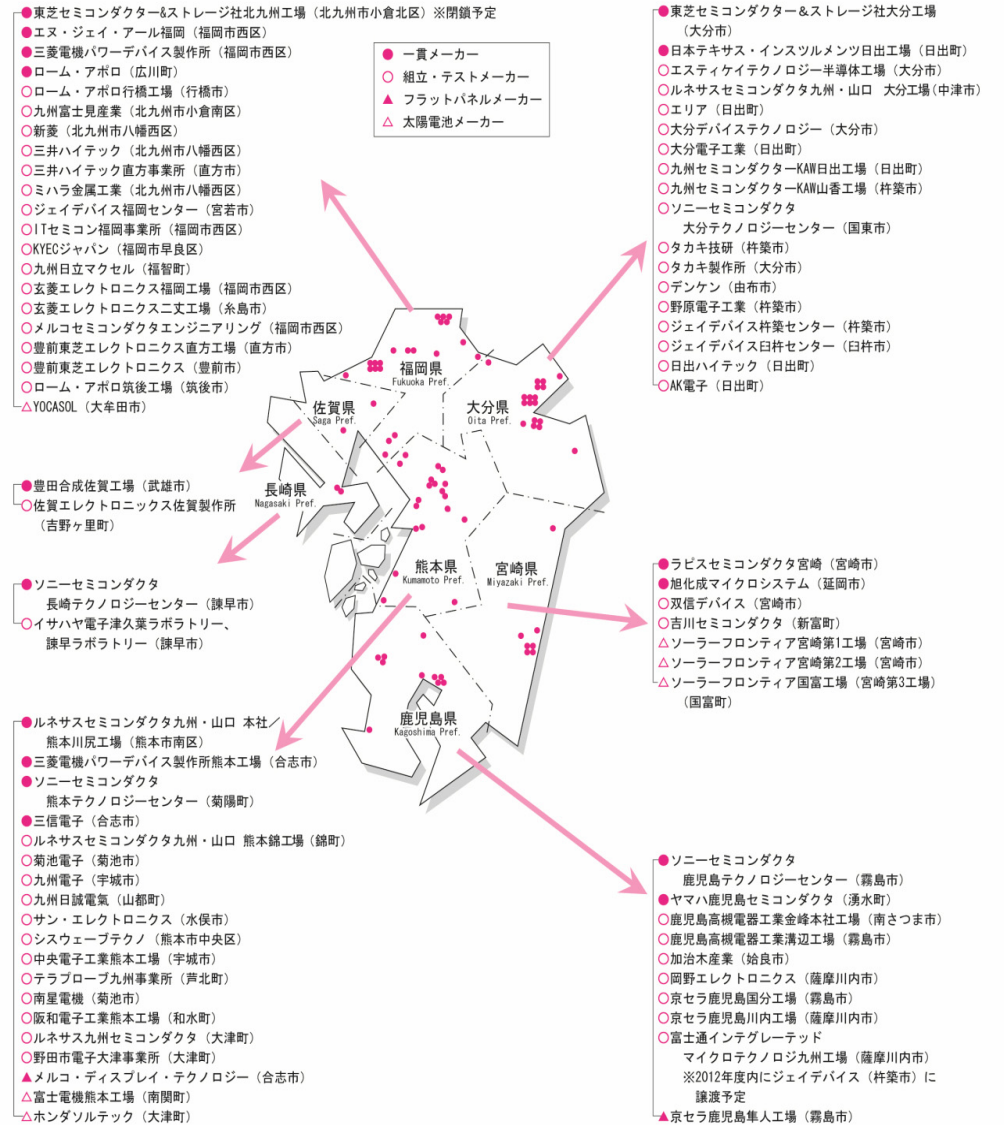 ●東芝セミコンダクター&ストレージ社北九州工場（北九州市小倉北区）※閉鎖予定
●エヌ・ジェイ・アール福岡（福岡市西区）
●三菱電機パワーデバイス製作所（福岡市西区）
●ローム・アポロ（広川町）
○ローム・アポロ行橋工場（行橋市）
○九州富士見産業（北九州市小倉南区）
○新菱（北九州市八幡西区）
○三井ハイテック（北九州市八幡西区）
○三井ハイテック直方事業所（直方市）
○ミハラ金属工業（北九州市八幡西区）
○ジェイデバイス福岡センター（宮若市）
○ITセミコン福岡事業所（福岡市西区）
○KYECジャパン（福岡市早良区）
○九州日立マクセル（福智町）
○玄菱エレクトロニクス福岡工場（福岡市西区）
○玄菱エレクトロニクス二丈工場（糸島市）
○メルコセミコンダクタエンジニアリング（福岡市西区）
○豊前東芝エレクトロニクス直方工場（直方市）
○豊前東芝エレクトロニクス（豊前市）
○ローム・アポロ筑後工場（筑後市）
△YOCASOL（大牟田市）
●一貫メーカー
○組立・テストメーカー
▲フラットパネルメーカー
△太陽電池メーカー
●東芝セミコンダクター＆ストレージ社大分工場
（大分市）
●日本テキサス・インスツルメンツ日出工場（日出町）
○エスティケイテクノロジー半導体工場（大分市）
○ルネサスセミコンダクタ九州・山口 大分工場（中津市）
○エリア（日出町）
○大分デバイステクノロジー（大分市）
○大分電子工業（日出町）
○九州セミコンダクターKAW日出工場（日出町）
○九州セミコンダクターKAW山香工場（杵築市）
○ソニーセミコンダクタ
大分テクノロジーセンター（国東市）
○タカキ技研（杵築市）
○タカキ製作所（大分市）
○デンケン（由布市）
○野原電子工業（杵築市）
○ジェイデバイス杵築センター（杵築市）
○ジェイデバイス臼杵センター（臼杵市）
○日出ハイテック（日出町）
○AK電子（日出町）
福岡県
Fukuoka Pref.
佐賀県
Saga Pref.
大分県
Oita Pref.
長崎県
Nagasaki Pref.
熊本県
Kumamoto Pref.
宮崎県
Miyazaki Pref.
鹿児島県
Kagoshima Pref.
●豊田合成佐賀工場（武雄市）
○佐賀エレクトロニックス佐賀製作所
（吉野ヶ里町）
●ソニーセミコンダクタ
長崎テクノロジーセンター（諫早市）
○イサハヤ電子津久葉ラボラトリー、
諫早ラボラトリー（諫早市）
●ラピスセミコンダクタ宮崎（宮崎市）
●旭化成マイクロシステム（延岡市）
○双信デバイス（宮崎市）
○吉川セミコンダクタ（新富町）
△ソーラーフロンティア宮崎第1工場（宮崎市）
△ソーラーフロンティア宮崎第2工場（宮崎市）
△ソーラーフロンティア国富工場（宮崎第3工場）
（国富町）
●ルネサスセミコンダクタ九州・山口 本社／
熊本川尻工場（熊本市南区）
●三菱電機パワーデバイス製作所熊本工場（合志市）
●ソニーセミコンダクタ
熊本テクノロジーセンター（菊陽町）
●三信電子（合志市）
○ルネサスセミコンダクタ九州・山口 熊本錦工場（錦町）
○菊池電子（菊池市）
○九州電子（宇城市）
○九州日誠電氣（山都町）
○サン・エレクトロニクス（水俣市）
○シスウェーブテクノ（熊本市中央区）
○中央電子工業熊本工場（宇城市）
○テラプローブ九州事業所（芦北町）
○南星電機（菊池市）
○阪和電子工業熊本工場（和水町）
○ルネサス九州セミコンダクタ（大津町）
○野田市電子大津事業所（大津町）
▲メルコ・ディスプレイ・テクノロジー（合志市）
△富士電機熊本工場（南関町）
△ホンダソルテック（大津町）
●ソニーセミコンダクタ
鹿児島テクノロジーセンター（霧島市）
●ヤマハ鹿児島セミコンダクタ（湧水町）
○鹿児島高槻電器工業金峰本社工場（南さつま市）
○鹿児島高槻電器工業溝辺工場（霧島市）
○加治木産業（姶良市）
○岡野エレクトロニクス（薩摩川内市）
○京セラ鹿児島国分工場（霧島市）
○京セラ鹿児島川内工場（薩摩川内市）
○富士通インテグレーテッド
マイクロテクノロジ九州工場（薩摩川内市）
※2012年度内にジェイデバイス（杵築市）に
譲渡予定
▲京セラ鹿児島隼人工場（霧島市）